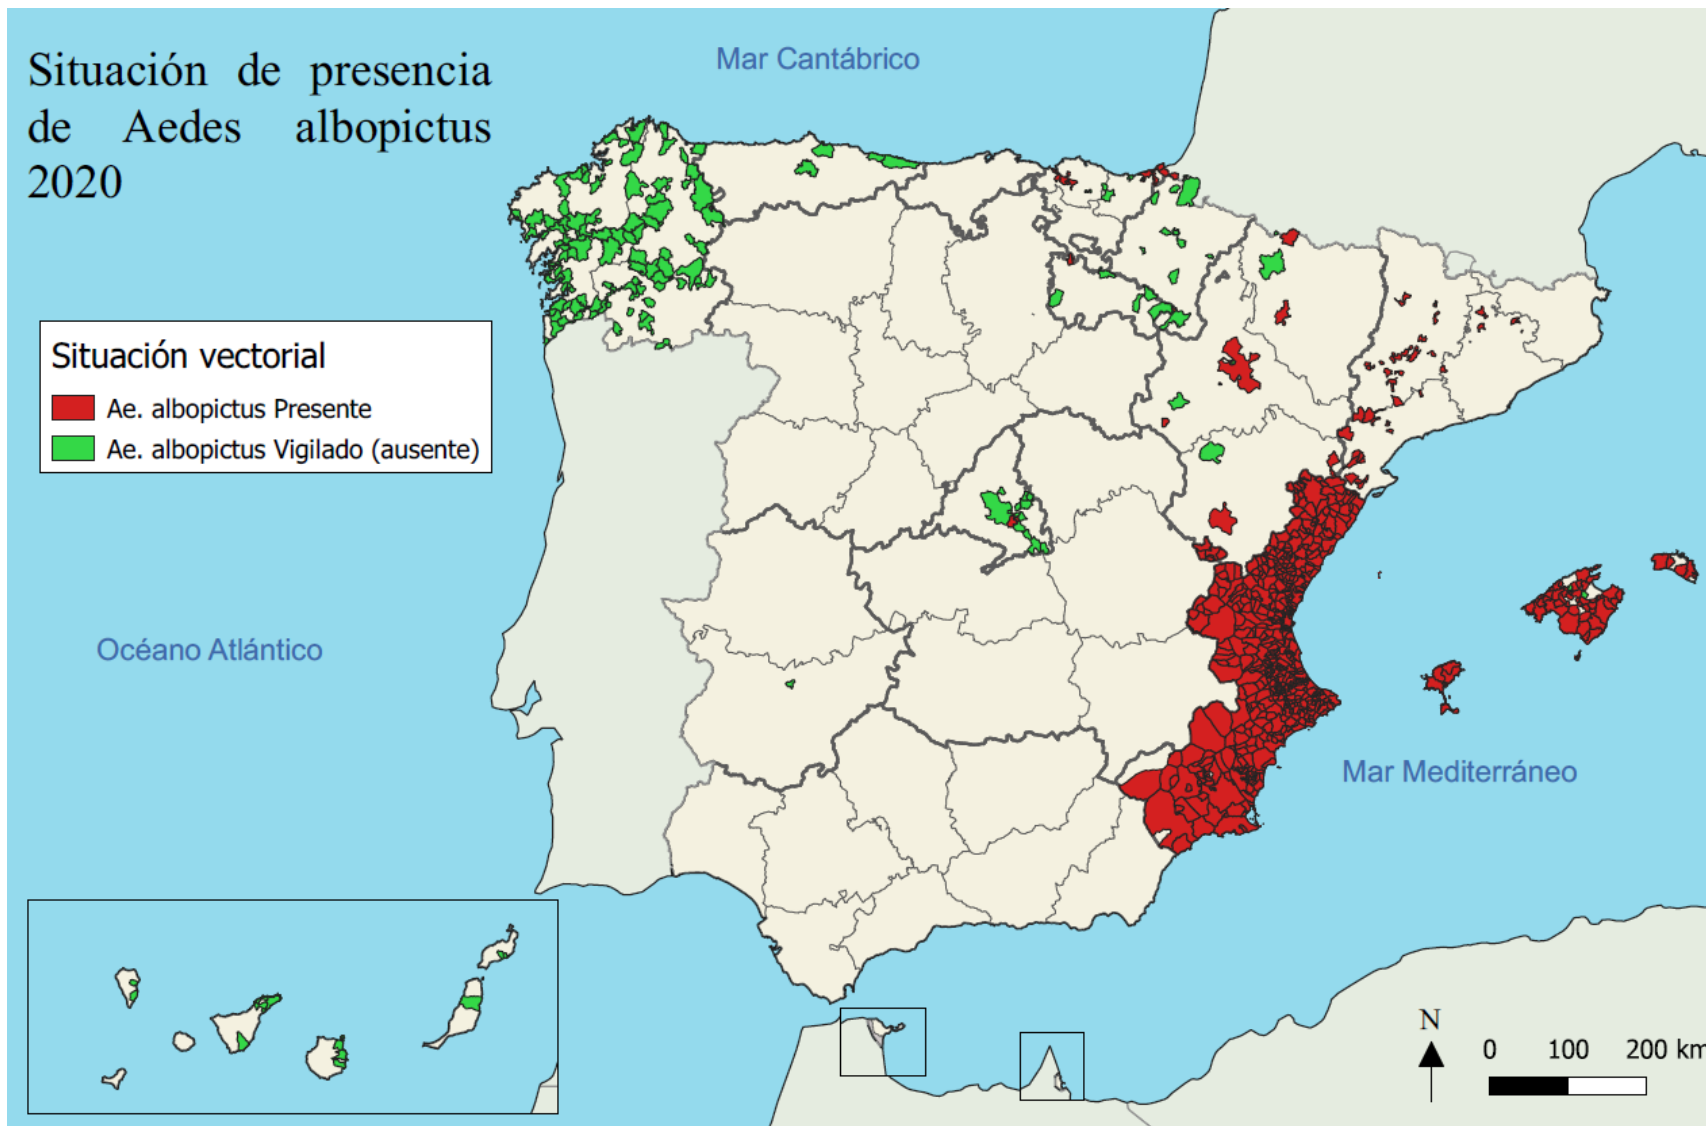 Situación de presencia
de Aedes albopictus
2020
Mar Cantábrico
Situación vectorial
Ae. albopictus Presente
Ae. albopictus Vigilado (ausente)
Océano Atlántico
Mar Mediterráneo
N
0 100 200 km